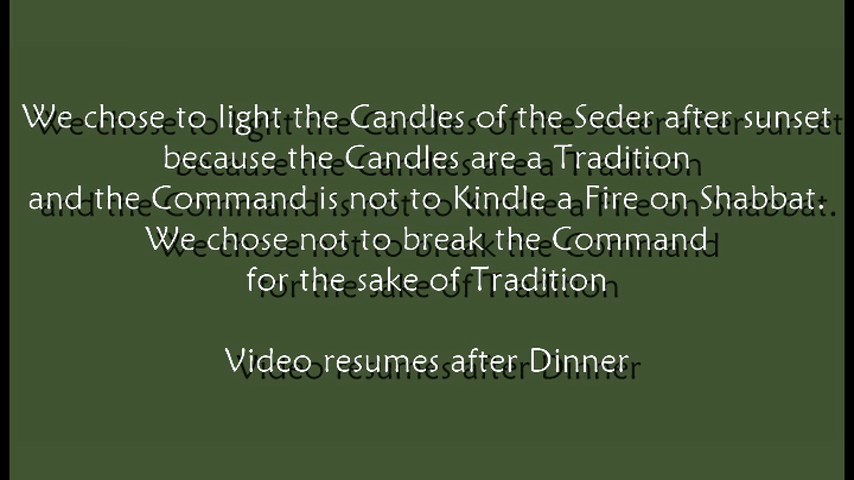 We chose to light the Candles of the Seder after sunset
because the Candles are a Tradition
and the Command is not to Kindle a Fire on Shabbat.
We chose not to break the Command
for the sake of Tradition
Video resumes after Dinner